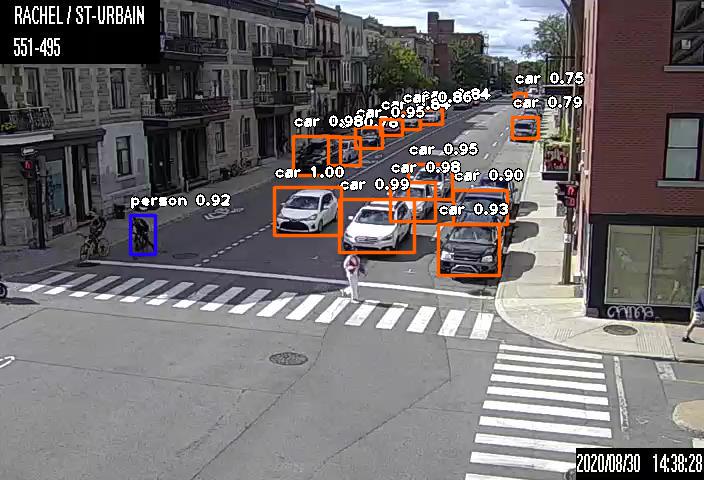 RACHEL / ST-URBAIN
551-495
car 0.75
car 0.79
car 0.98
car 0.95
car 0.95
car 0.98
car 1.00
car 0.99
car 0.90
person 0.92
car 0.93
2020/08/30 14:38:28